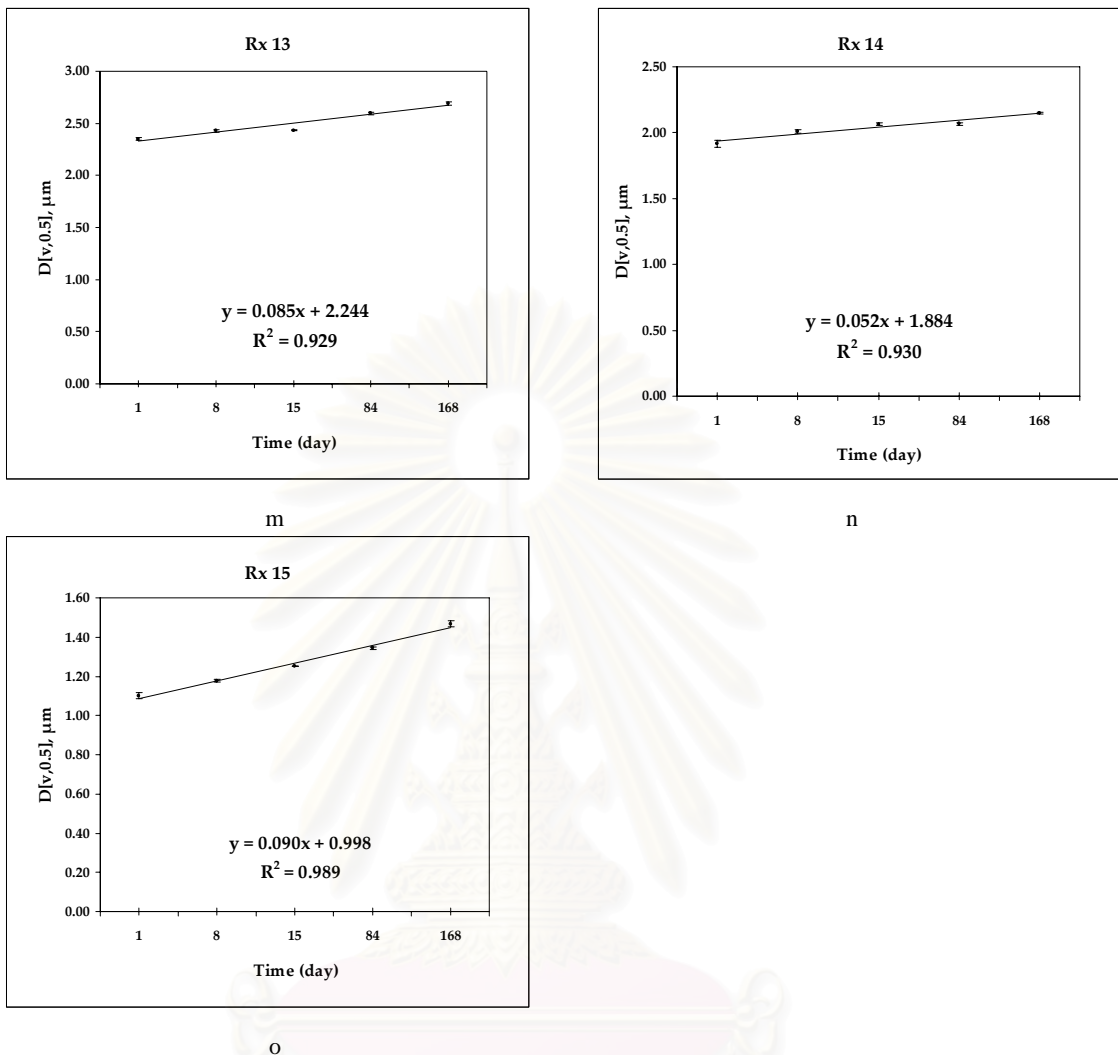 Rx 13
3.00
2.50
2.00
1.50
1.00
0.50
0.00
D[v,0.5], µm
y = 0.085x + 2.244
R² = 0.929
1 8 15 84 168
Time (day)
m
Rx 14
2.50
2.00
1.50
1.00
0.50
0.00
D[v,0.5], µm
y = 0.052x + 1.884
R² = 0.930
1 8 15 84 168
Time (day)
n
Rx 15
1.60
1.40
1.20
1.00
0.80
0.60
0.40
0.20
0.00
D[v,0.5], µm
y = 0.090x + 0.998
R² = 0.989
1 8 15 84 168
Time (day)
o